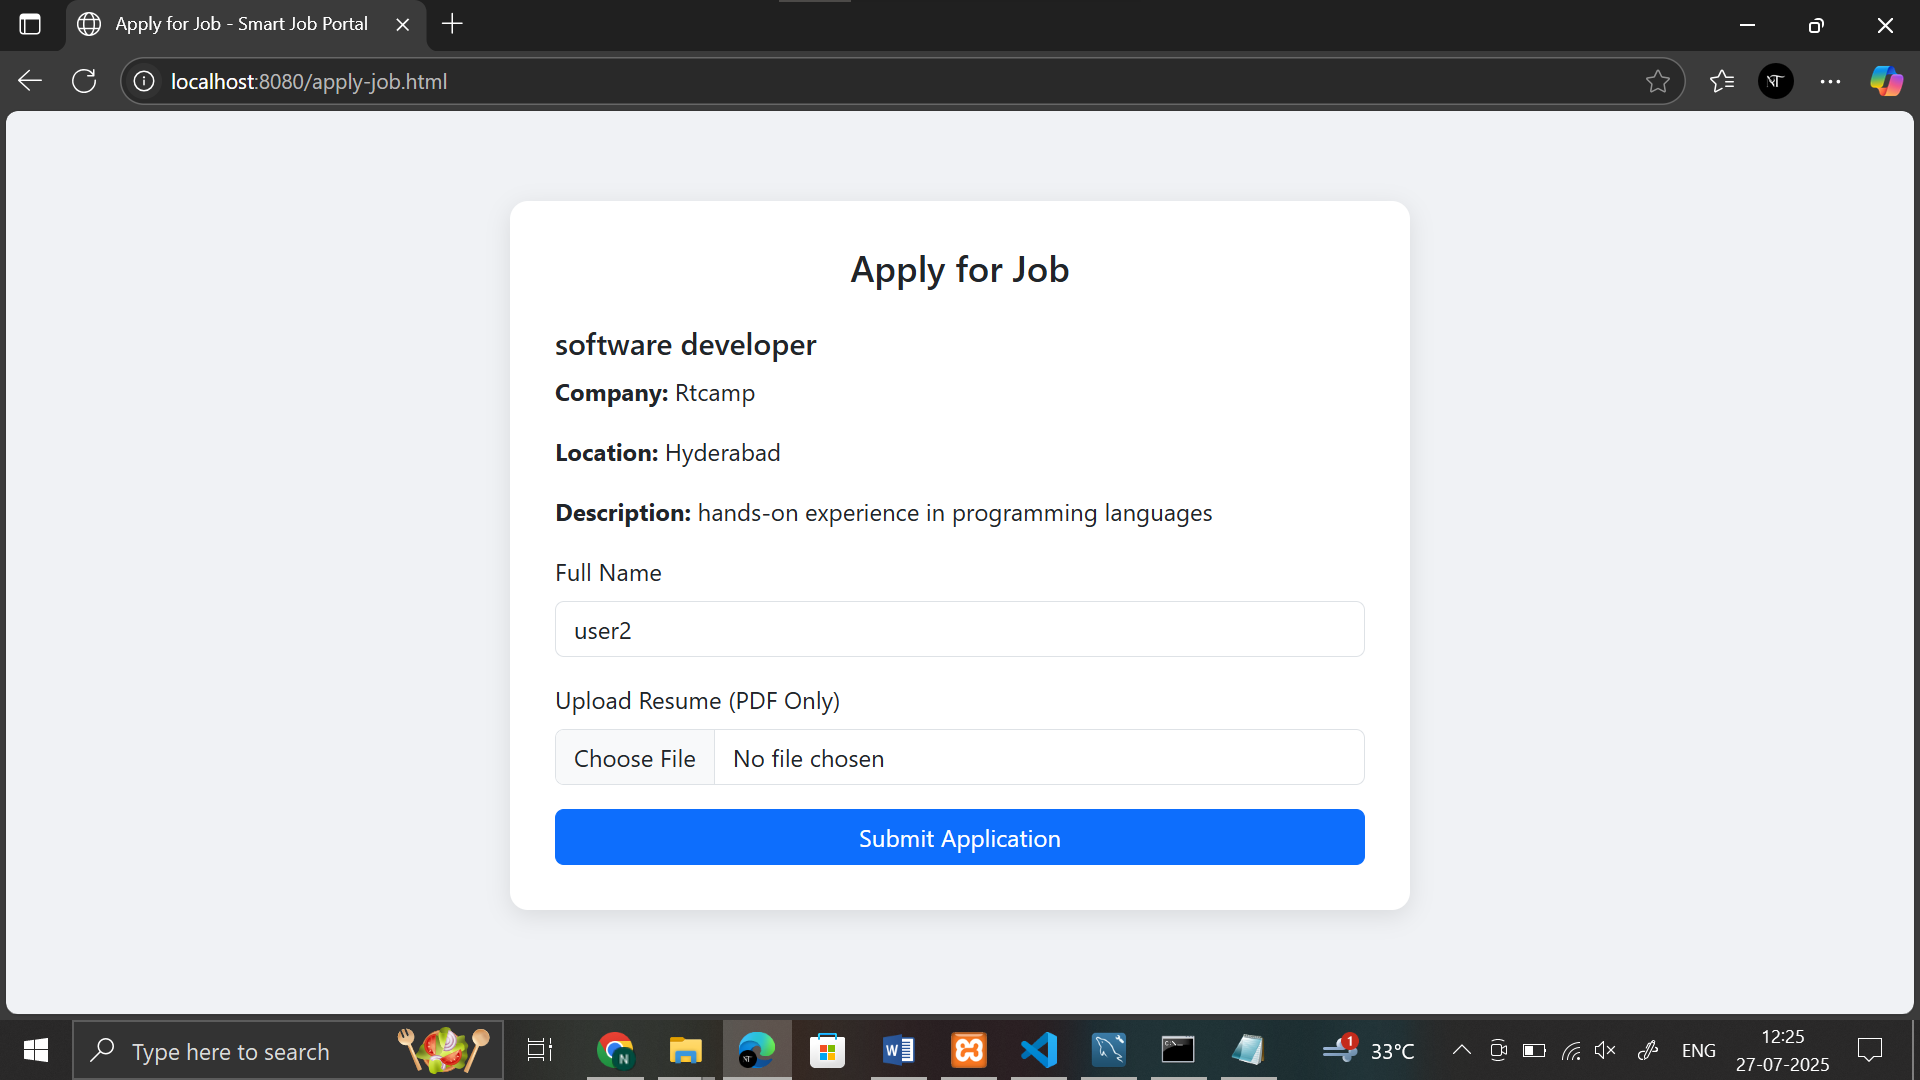 Apply for Job - Smart Job Portal
localhost:8080/apply-job.html
NT
Apply for Job
software developer
Company: Rtcamp
Location: Hyderabad
Description: hands-on experience in programming languages
Full Name
user2
Upload Resume (PDF Only)
Choose File No file chosen
Submit Application
Type here to search
N
W
1
33°C
ENG
12:25
27-07-2025